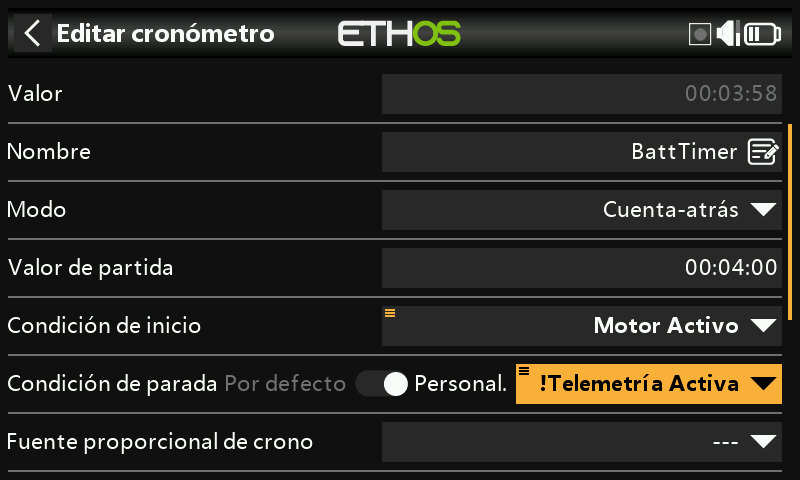 Editar cronómetro ETHOS
Valor 00:03:58
Nombre BattTimer
Modo Cuenta-atrás
Valor de partida 00:04:00
Condición de inicio Motor Activo
Condición de parada Por defecto Personal. !Telemetría Activa
Fuente proporcional de crono ---